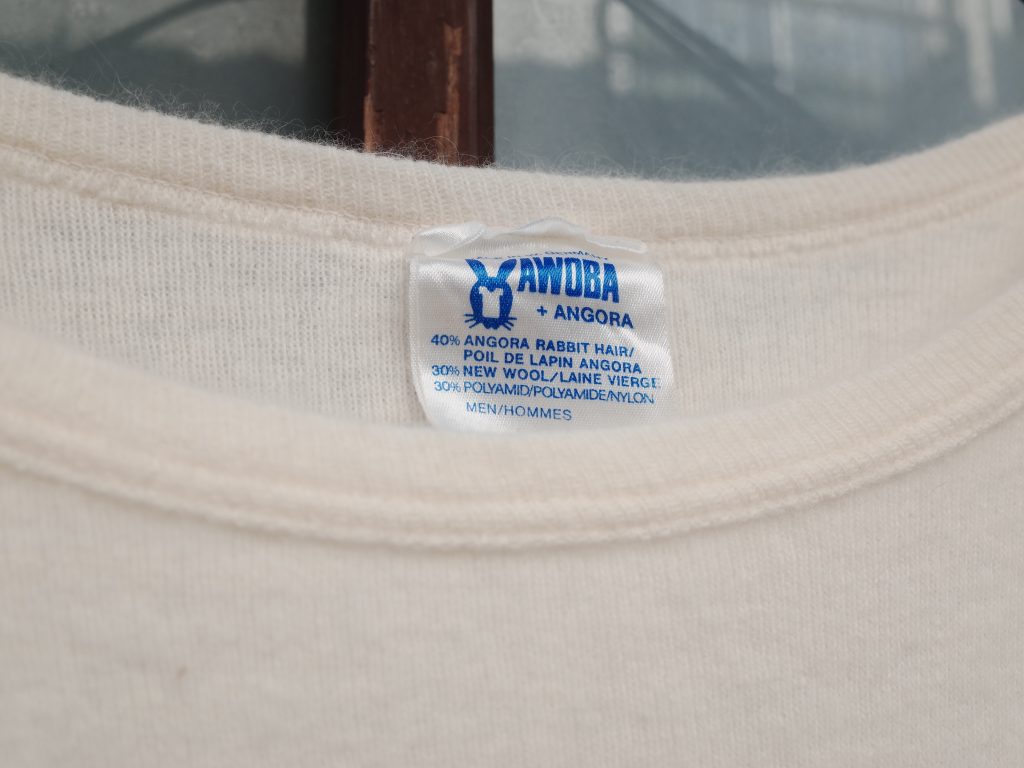 AWOBA
+ ANGORA
40% ANGORA RABBIT HAIR/
POIL DE LAPIN ANGORA
30% NEW WOOL/LAINE VIERGE
30% POLYAMID/POLYAMIDE/NYLON
MEN/HOMMES